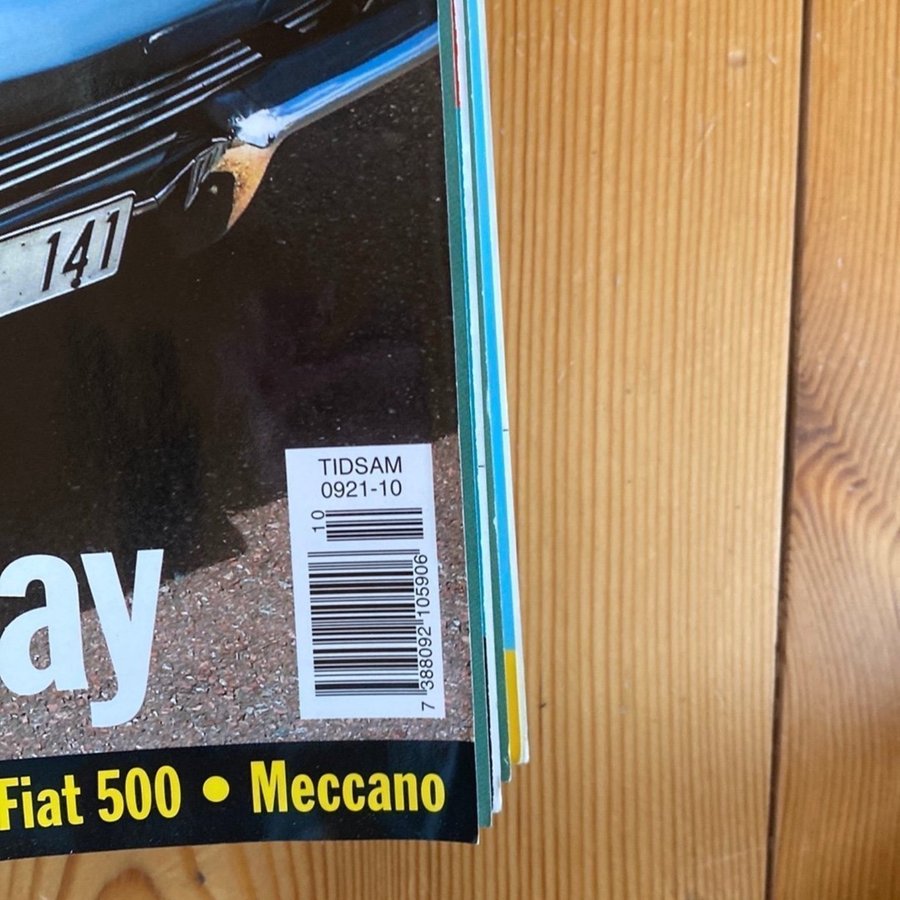 141
TIDSAM
0921-10
10
7 388092 105906
ay
Fiat 500 • Meccano